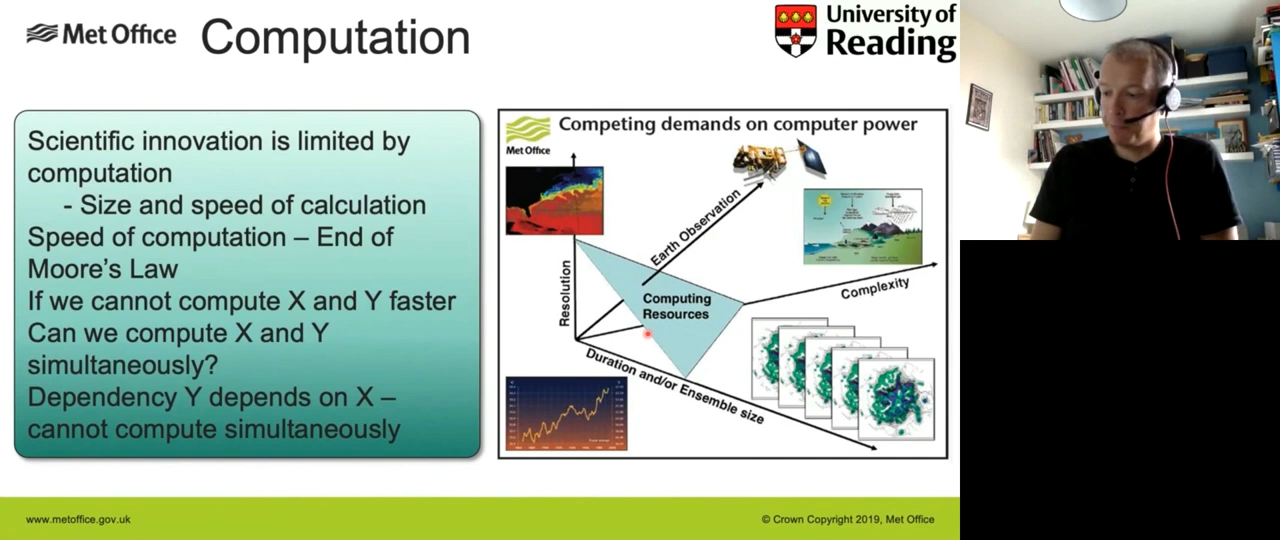 Met Office
Computation
University of
Reading
Scientific innovation is limited by
computation
- Size and speed of calculation
Speed of computation – End of
Moore's Law
If we cannot compute X and Y faster
Can we compute X and Y
simultaneously?
Dependency Y depends on X –
cannot compute simultaneously
Met Office
Competing demands on computer power
Earth Observation
Resolution
Computing
Resources
Complexity
Duration and/or Ensemble size
www.metoffice.gov.uk
© Crown Copyright 2019, Met Office